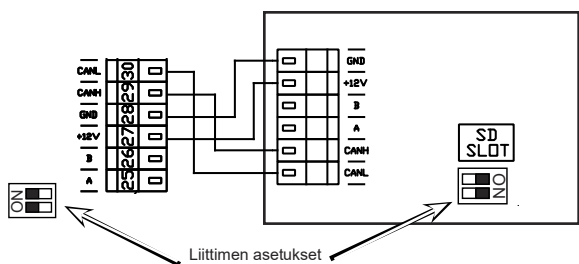 CANL 30
CANH 29
GND 28
+12V 27
B 26
A 25
ON
GND
+12V
B
A
CANH
CANL
SD
SLOT
ON
Liittimen asetukset